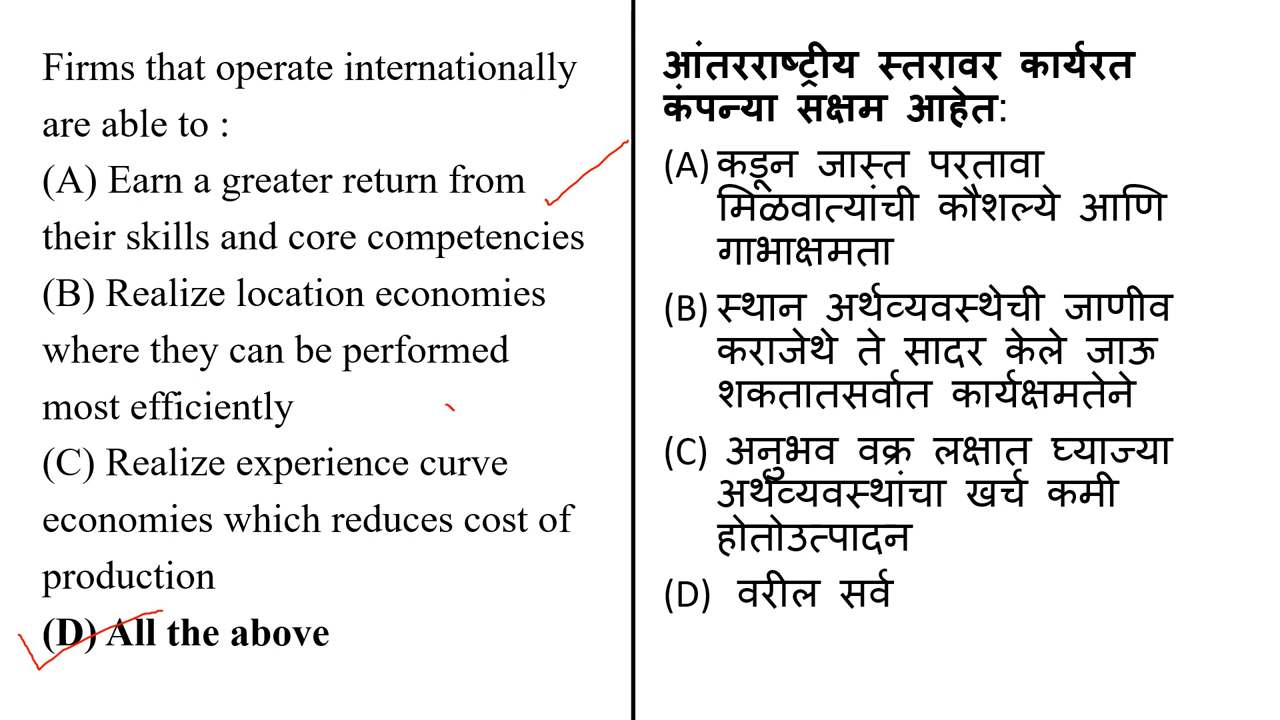 Firms that operate internationally
are able to :
(A) Earn a greater return from
their skills and core competencies
(B) Realize location economies
where they can be performed
most efficiently
(C) Realize experience curve
economies which reduces cost of
production
(D) All the above
आंतरराष्ट्रीय स्तरावर कार्यरत
कंपन्या सक्षम आहेत:
(A) कडून जास्त परतावा
मिळवात्यांची कौशल्ये आणि
गाभाक्षमता
(B) स्थान अर्थव्यवस्थेची जाणीव
कराजेथे ते सादर केले जाऊ
शकतातसर्वात कार्यक्षमतेने
(C) अनुभव वक्र लक्षात घ्याज्या
अर्थव्यवस्थांचा खर्च कमी
होतोउत्पादन
(D) वरील सर्व